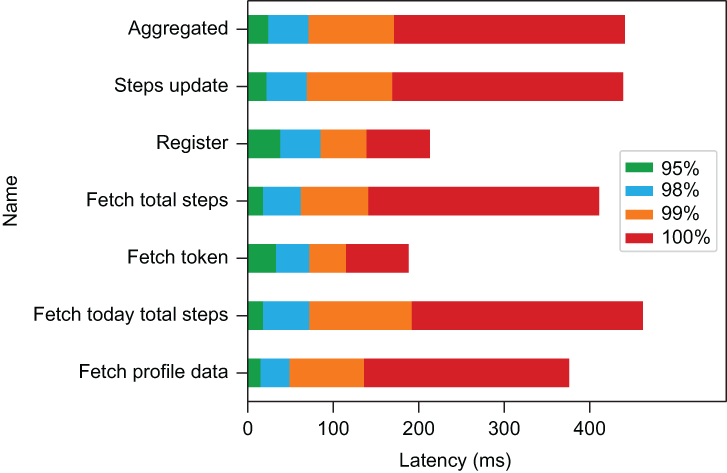 Name
Aggregated
Steps update
Register
Fetch total steps
Fetch token
Fetch today total steps
Fetch profile data
95%
98%
99%
100%
0 100 200 300 400
Latency (ms)